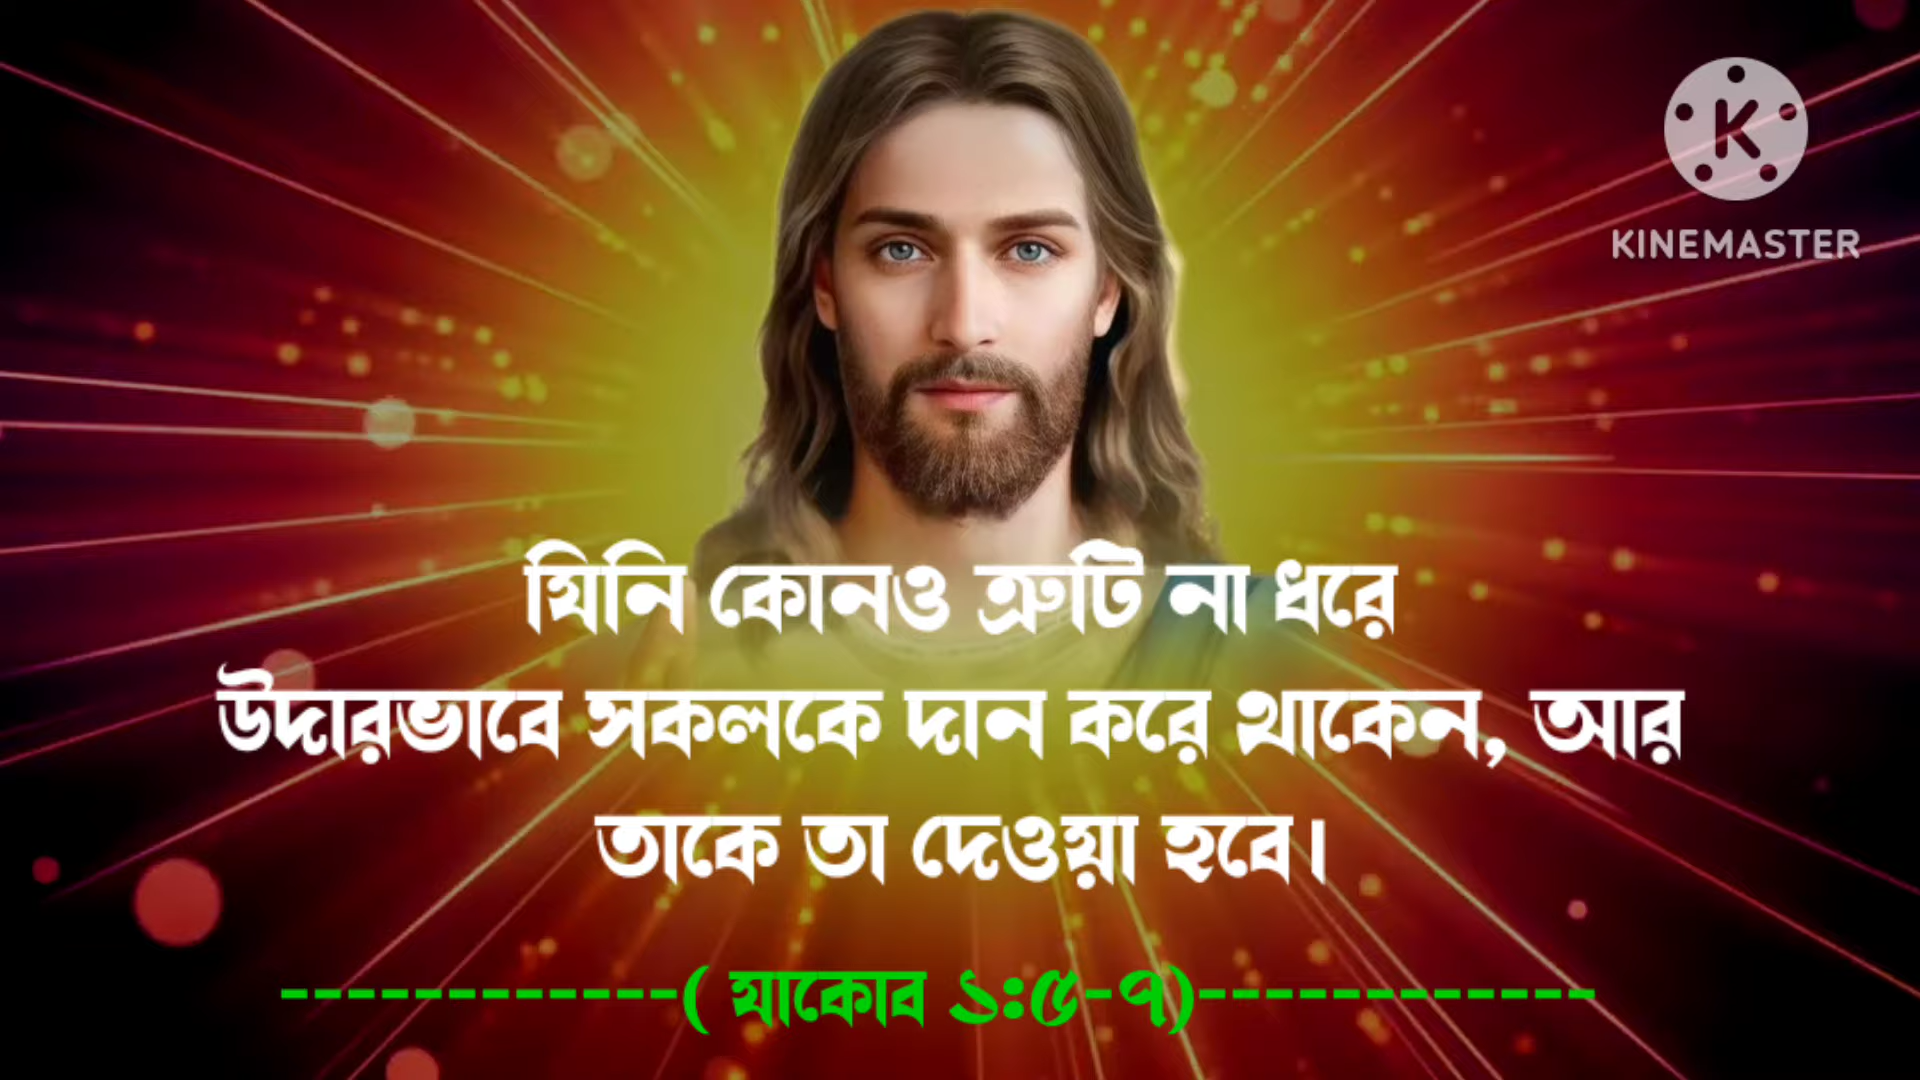 KINEMASTER
যিনি কোনও ত্রুটি না ধরে
উদারভাবে সকলকে দান করে থাকেন, আর
তাকে তা দেওয়া হবে।
------------( যাকোব ১ঃ৫-৭)------------